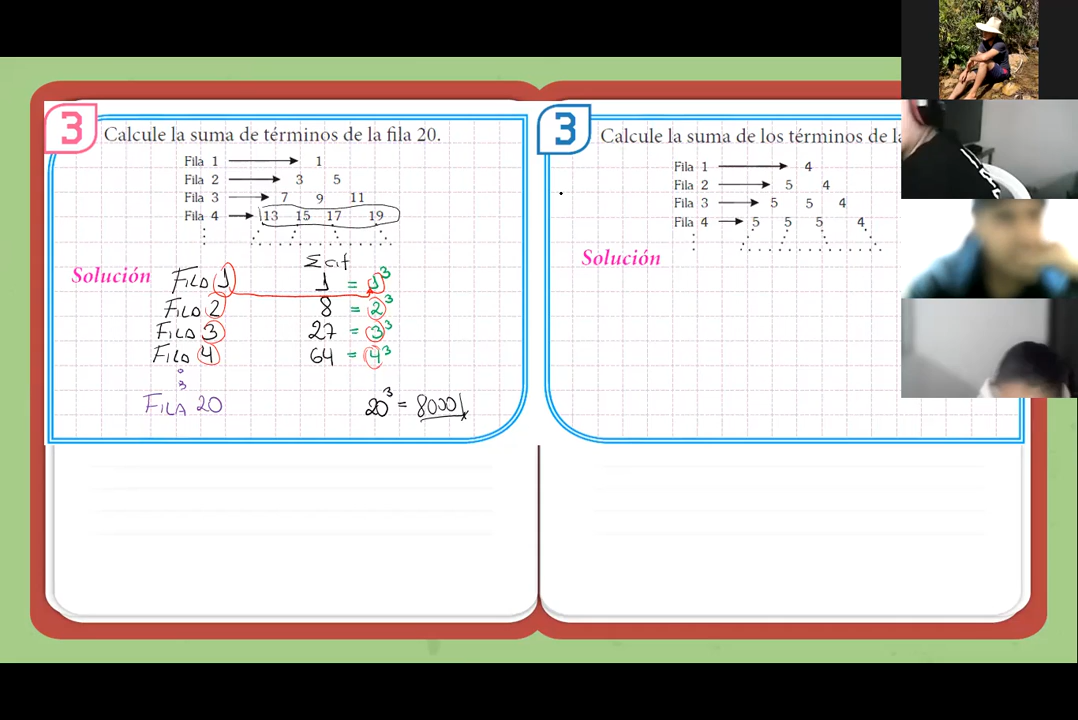 3
Calcule la suma de términos de la fila 20.
Fila 1 1
Fila 2 3 5
Fila 3 7 9 11
Fila 4 13 15 17 19
Solución
Σcif
FILA 1 1 = 1³
FILA 2 8 = 2³
FILA 3 27 = 3³
FILA 4 64 = 4³
FILA 20 20³ = 8000
3
Calcule la suma de los términos de la
Fila 1 4
Fila 2 5 4
Fila 3 5 5 4
Fila 4 5 5 5 4
Solución